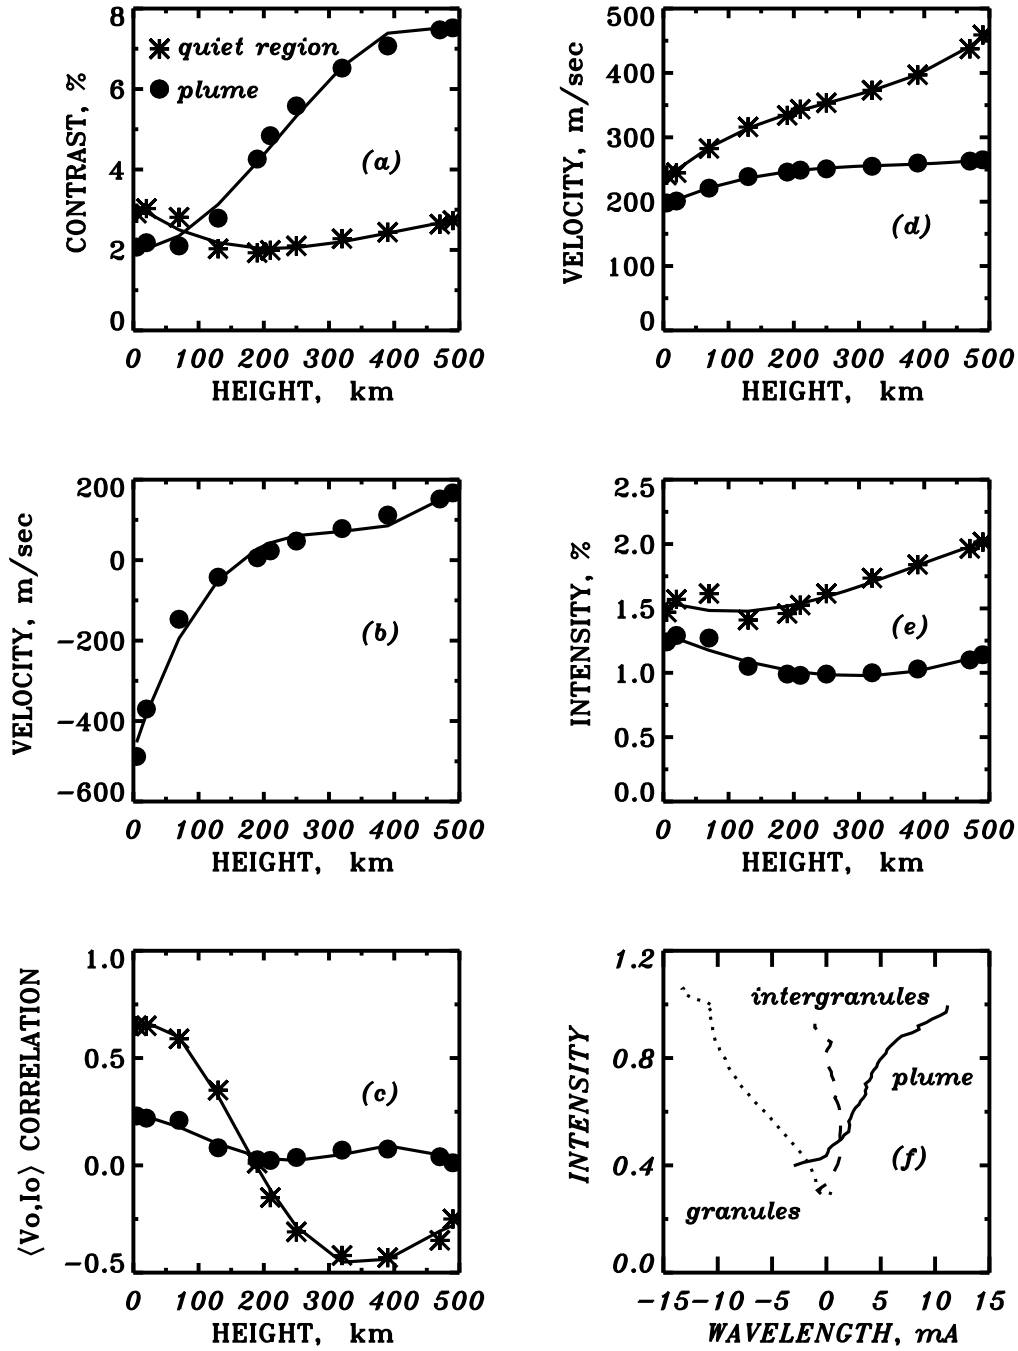 8
6
4
2
0
CONTRAST, %
quiet region
plume
(a)
0 100 200 300 400 500
HEIGHT, km
500
400
300
200
100
0
VELOCITY, m/sec
(d)
0 100 200 300 400 500
HEIGHT, km
200
0
−200
−400
−600
VELOCITY, m/sec
(b)
0 100 200 300 400 500
HEIGHT, km
2.5
2.0
1.5
1.0
0.5
0.0
INTENSITY, %
(e)
0 100 200 300 400 500
HEIGHT, km
1.0
0.5
0.0
−0.5
⟨Vo,Io⟩ CORRELATION
(c)
0 100 200 300 400 500
HEIGHT, km
1.2
0.8
0.4
0.0
INTENSITY
intergranules
plume
(f)
granules
−15 −10 −5 0 5 10 15
WAVELENGTH, mA